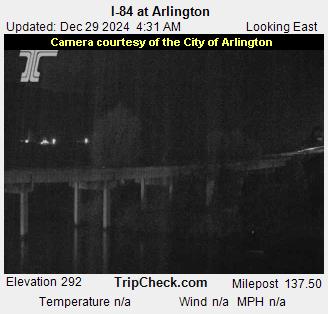 I-84 at Arlington
Updated: Dec 29 2024 4:31 AM Looking East
Camera courtesy of the City of Arlington
Elevation 292 TripCheck.com Milepost 137.50
Temperature n/a Wind n/a MPH n/a